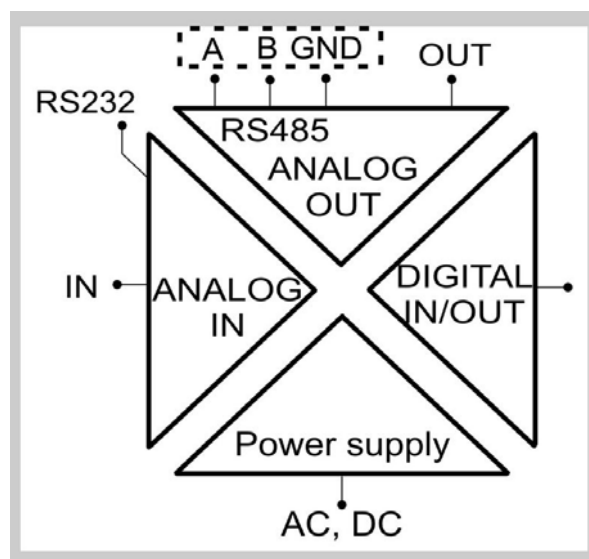 A B GND
OUT
RS232
RS485
ANALOG
OUT
IN
ANALOG
IN
DIGITAL
IN/OUT
Power supply
AC, DC